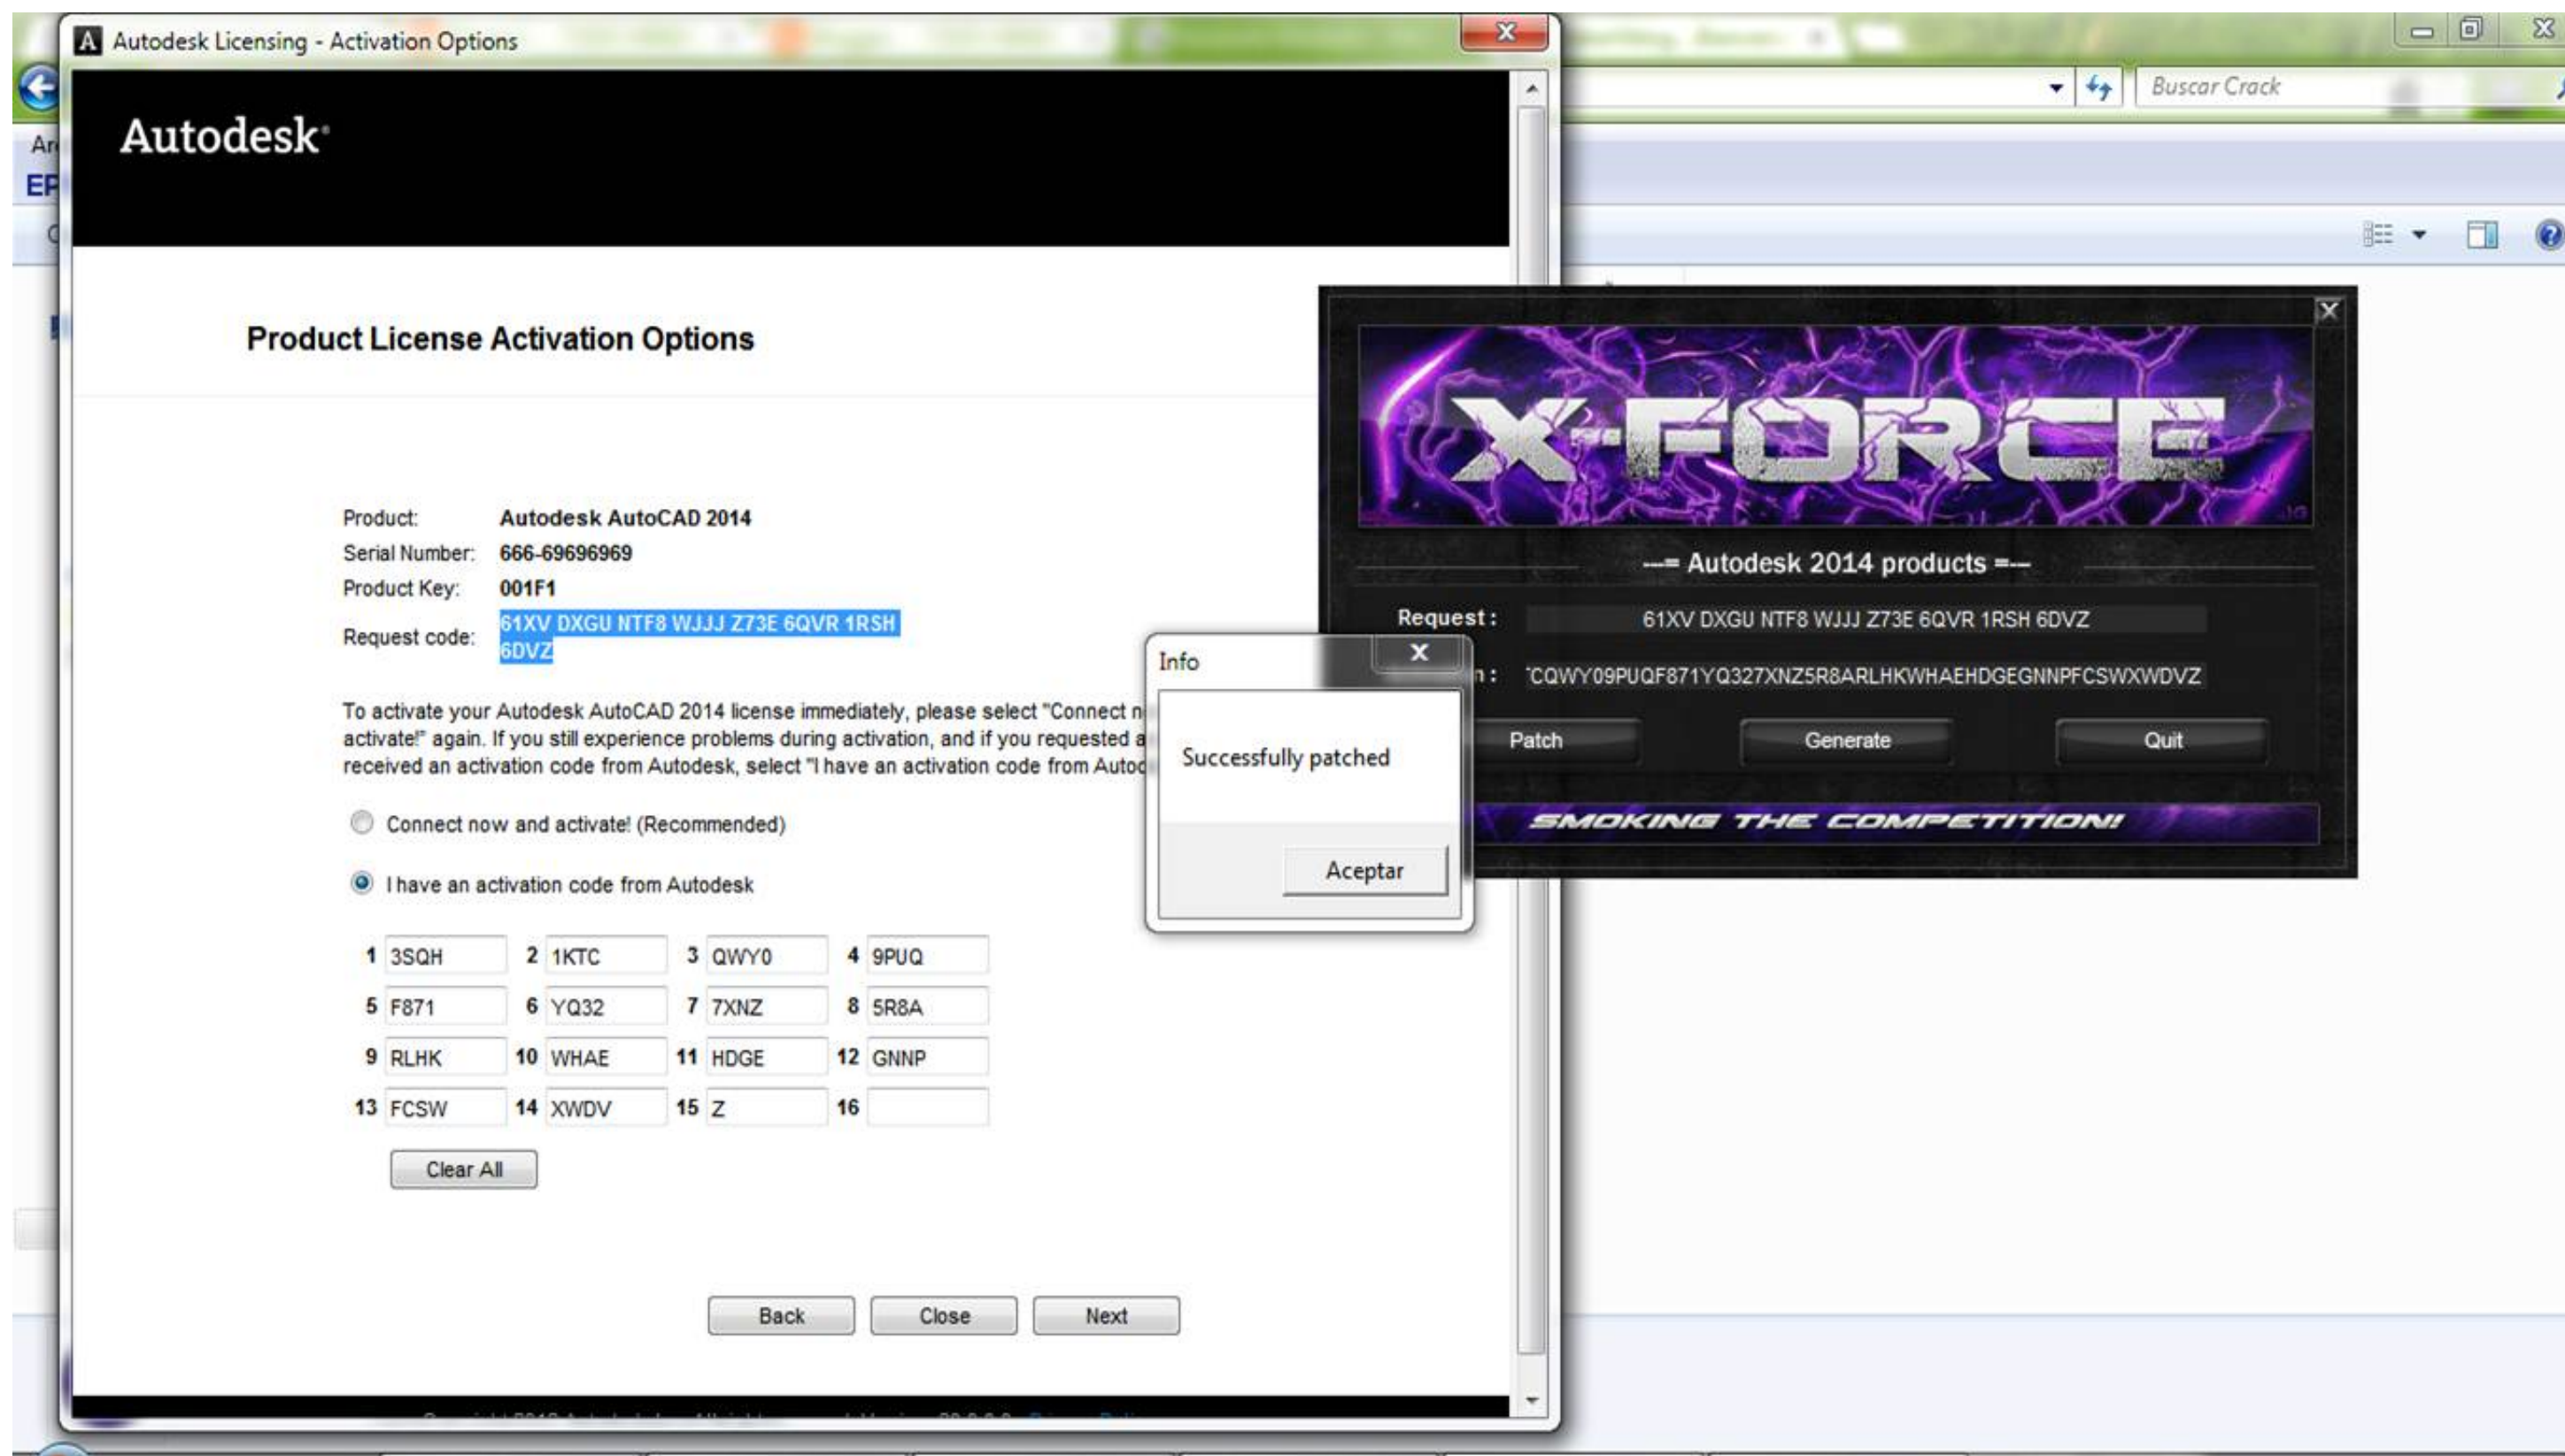 Autodesk Licensing - Activation Options
Buscar Crack
Autodesk
Product License Activation Options
Product: Autodesk AutoCAD 2014
Serial Number: 666-69696969
Product Key: 001F1
Request code: 61XV DXGU NTF8 WJJJ Z73E 6QVR 1RSH
6DVZ
To activate your Autodesk AutoCAD 2014 license immediately, please select "Connect n
activate!" again. If you still experience problems during activation, and if you requested a
received an activation code from Autodesk, select "I have an activation code from Autod
Connect now and activate! (Recommended)
I have an activation code from Autodesk
1 3SQH 2 1KTC 3 QWY0 4 9PUQ
5 F871 6 YQ32 7 7XNZ 8 5R8A
9 RLHK 10 WHAE 11 HDGE 12 GNNP
13 FCSW 14 XWDV 15 Z 16
Clear All
Back Close Next
Info
Successfully patched
Aceptar
X-FORCE
---= Autodesk 2014 products =---
Request : 61XV DXGU NTF8 WJJJ Z73E 6QVR 1RSH 6DVZ
n : CQWY09PUQF871YQ327XNZ5R8ARLHKWHAEHDGEGNNPFCSWXWDVZ
Patch Generate Quit
SMOKING THE COMPETITION!